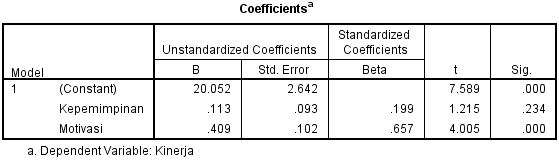 Coefficientsa
Unstandardized Coefficients Standardized Coefficients
Model B Std. Error Beta t Sig.
1 (Constant) 20.052 2.642 7.589 .000
Kepemimpinan .113 .093 .199 1.215 .234
Motivasi .409 .102 .657 4.005 .000
a. Dependent Variable: Kinerja